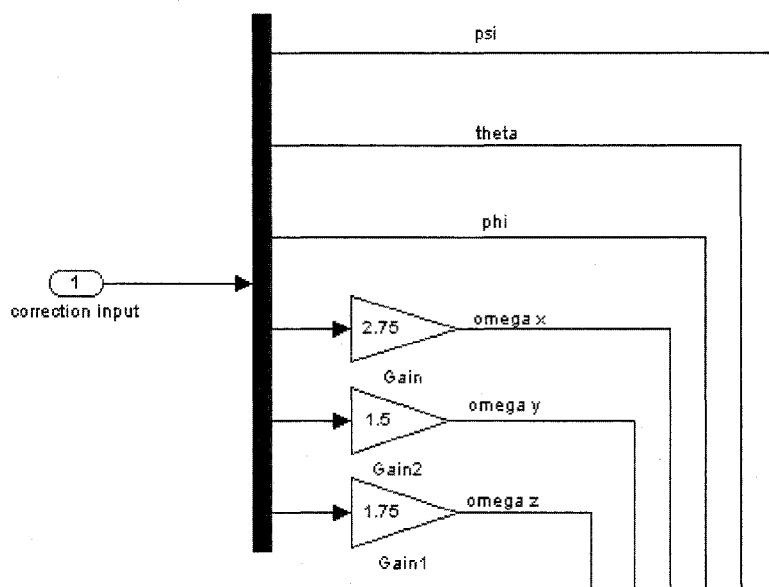 psi
theta
phi
1
correction input
2.75
omega x
Gain
1.5
omega y
Gain2
1.75
omega z
Gain1